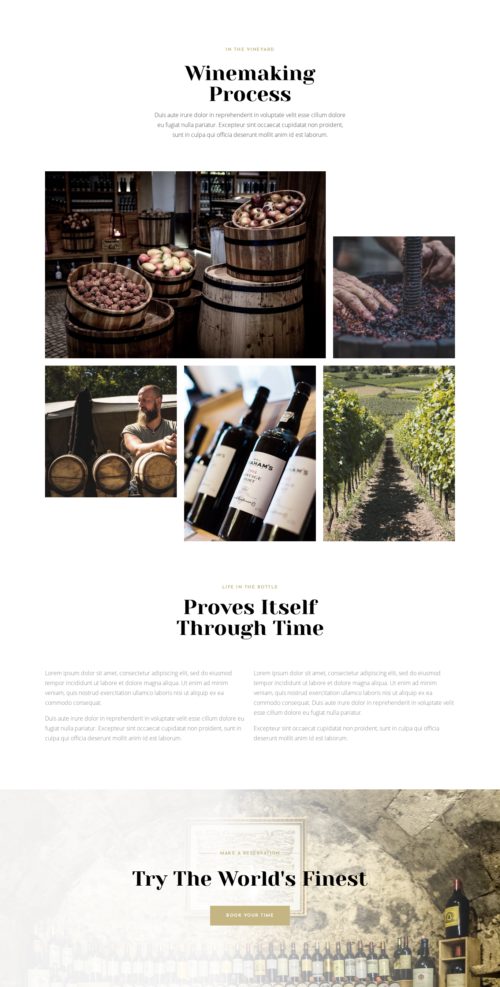 IN THE VINEYARD
Winemaking
Process
Duis aute irure dolor in reprehenderit in voluptate velit esse cillum dolore
eu fugiat nulla pariatur. Excepteur sint occaecat cupidatat non proident,
sunt in culpa qui officia deserunt mollit anim id est laborum.
LIFE IN THE BOTTLE
Proves Itself
Through Time
Lorem ipsum dolor sit amet, consectetur adipiscing elit, sed do eiusmod
tempor incididunt ut labore et dolore magna aliqua. Ut enim ad minim
veniam, quis nostrud exercitation ullamco laboris nisi ut aliquip ex ea
commodo consequat.
Duis aute irure dolor in reprehenderit in voluptate velit esse cillum dolore eu
fugiat nulla pariatur. Excepteur sint occaecat cupidatat non proident, sunt in
culpa qui officia deserunt mollit anim id est laborum.
Lorem ipsum dolor sit amet, consectetur adipiscing elit, sed do eiusmod
tempor incididunt ut labore et dolore magna aliqua. Ut enim ad minim
veniam, quis nostrud exercitation ullamco laboris nisi ut aliquip ex ea
commodo consequat. Duis aute irure dolor in reprehenderit in voluptate velit
esse cillum dolore eu fugiat nulla pariatur.
Excepteur sint occaecat cupidatat non proident, sunt in culpa qui officia
deserunt mollit anim id est laborum.
MAKE A RESERVATION
Try The World's Finest
BOOK YOUR TIME